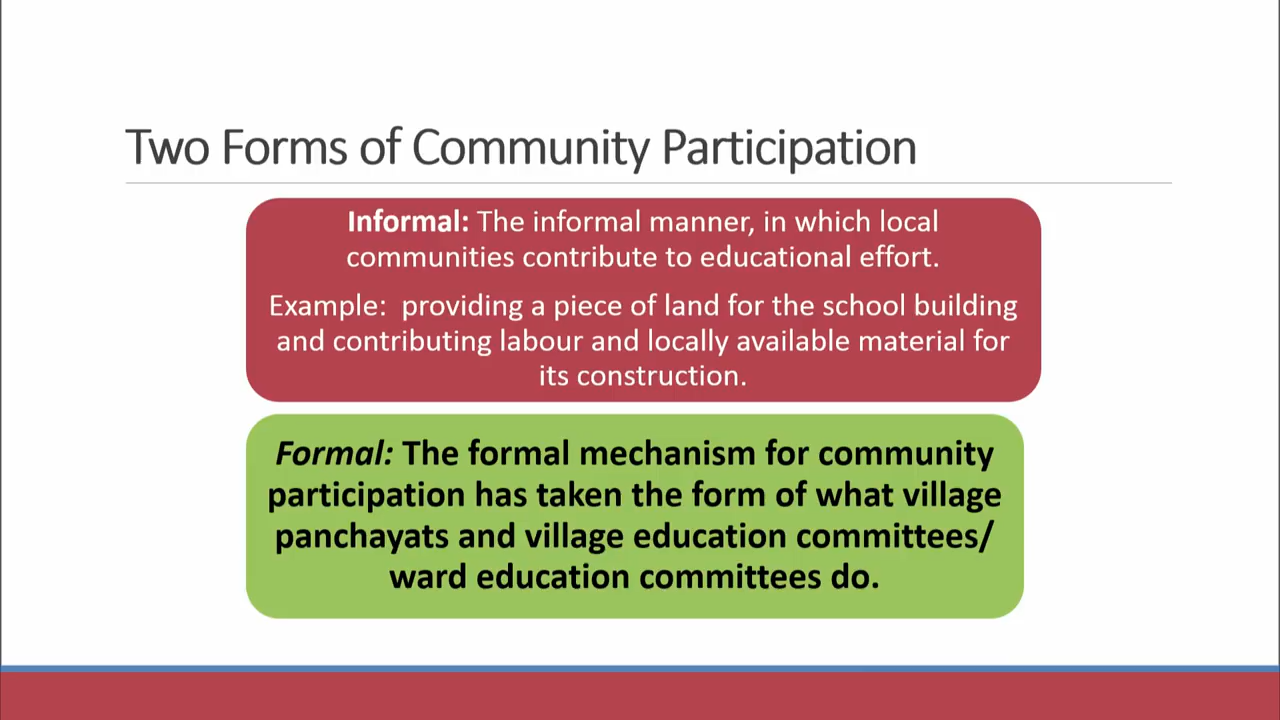 Two Forms of Community Participation
Informal: The informal manner, in which local
communities contribute to educational effort.
Example: providing a piece of land for the school building
and contributing labour and locally available material for
its construction.
Formal: The formal mechanism for community
participation has taken the form of what village
panchayats and village education committees/
ward education committees do.